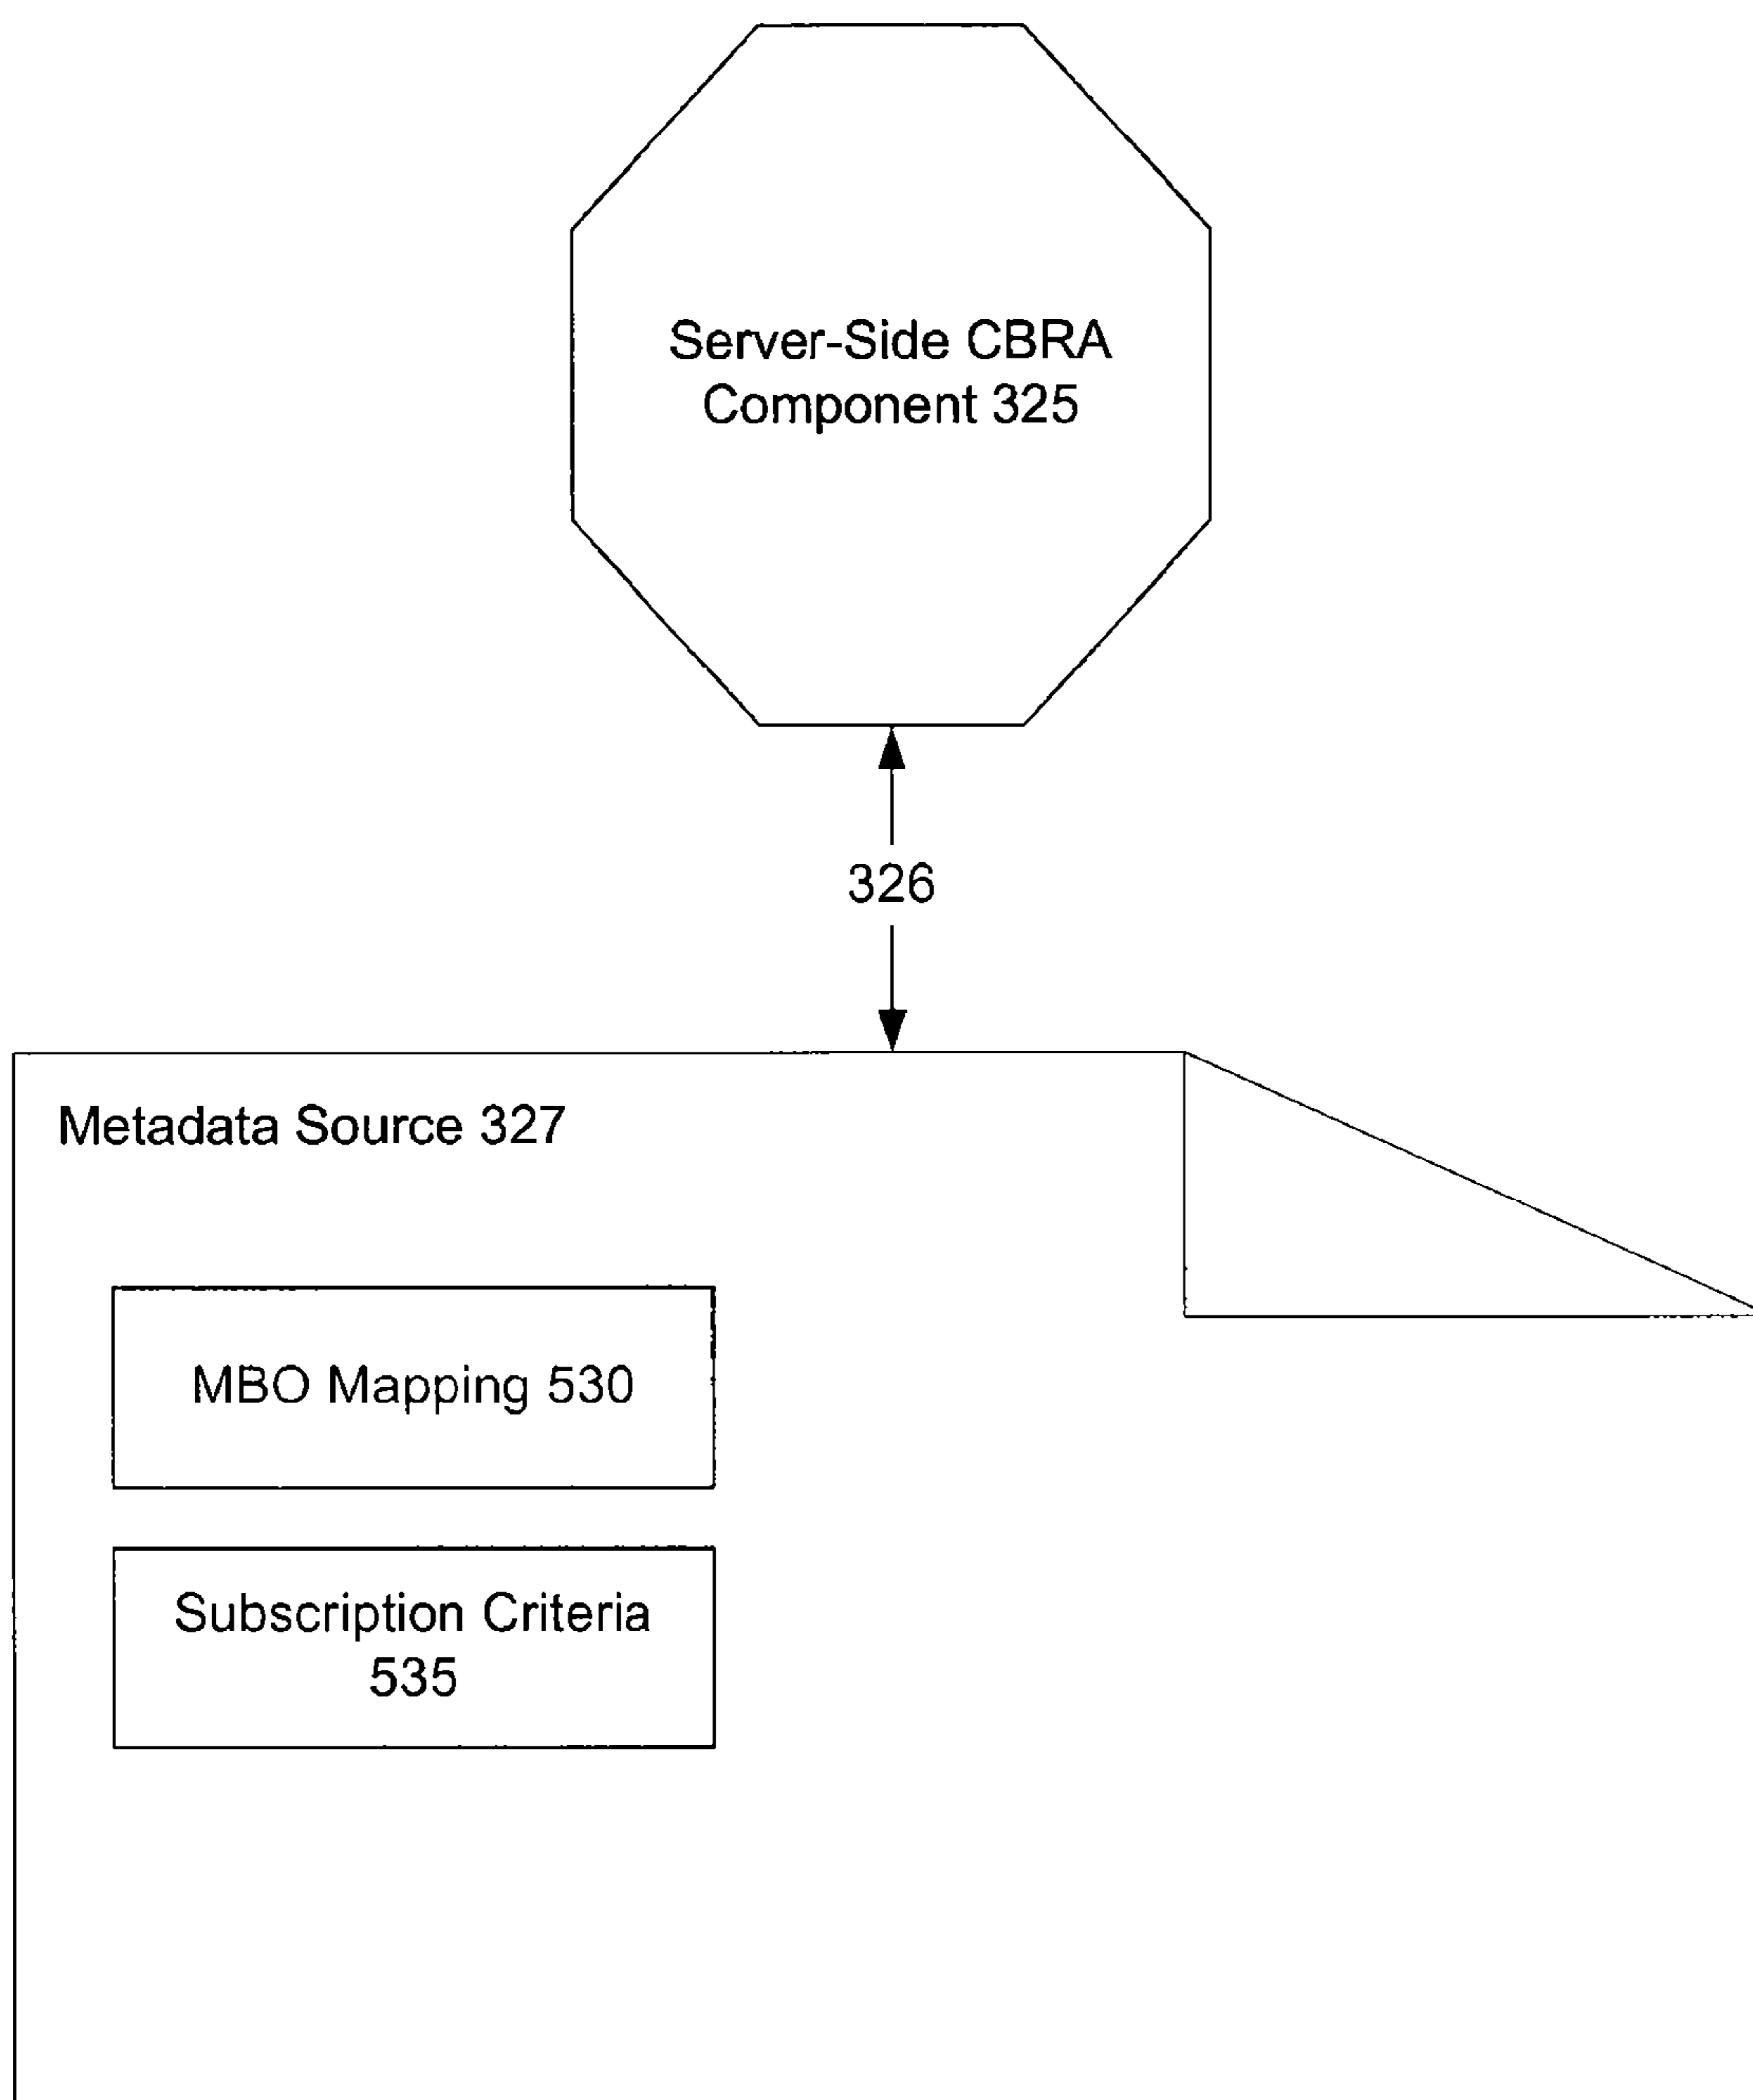 Server-Side CBRA
Component 325
326
Metadata Source 327
MBO Mapping 530
Subscription Criteria
535